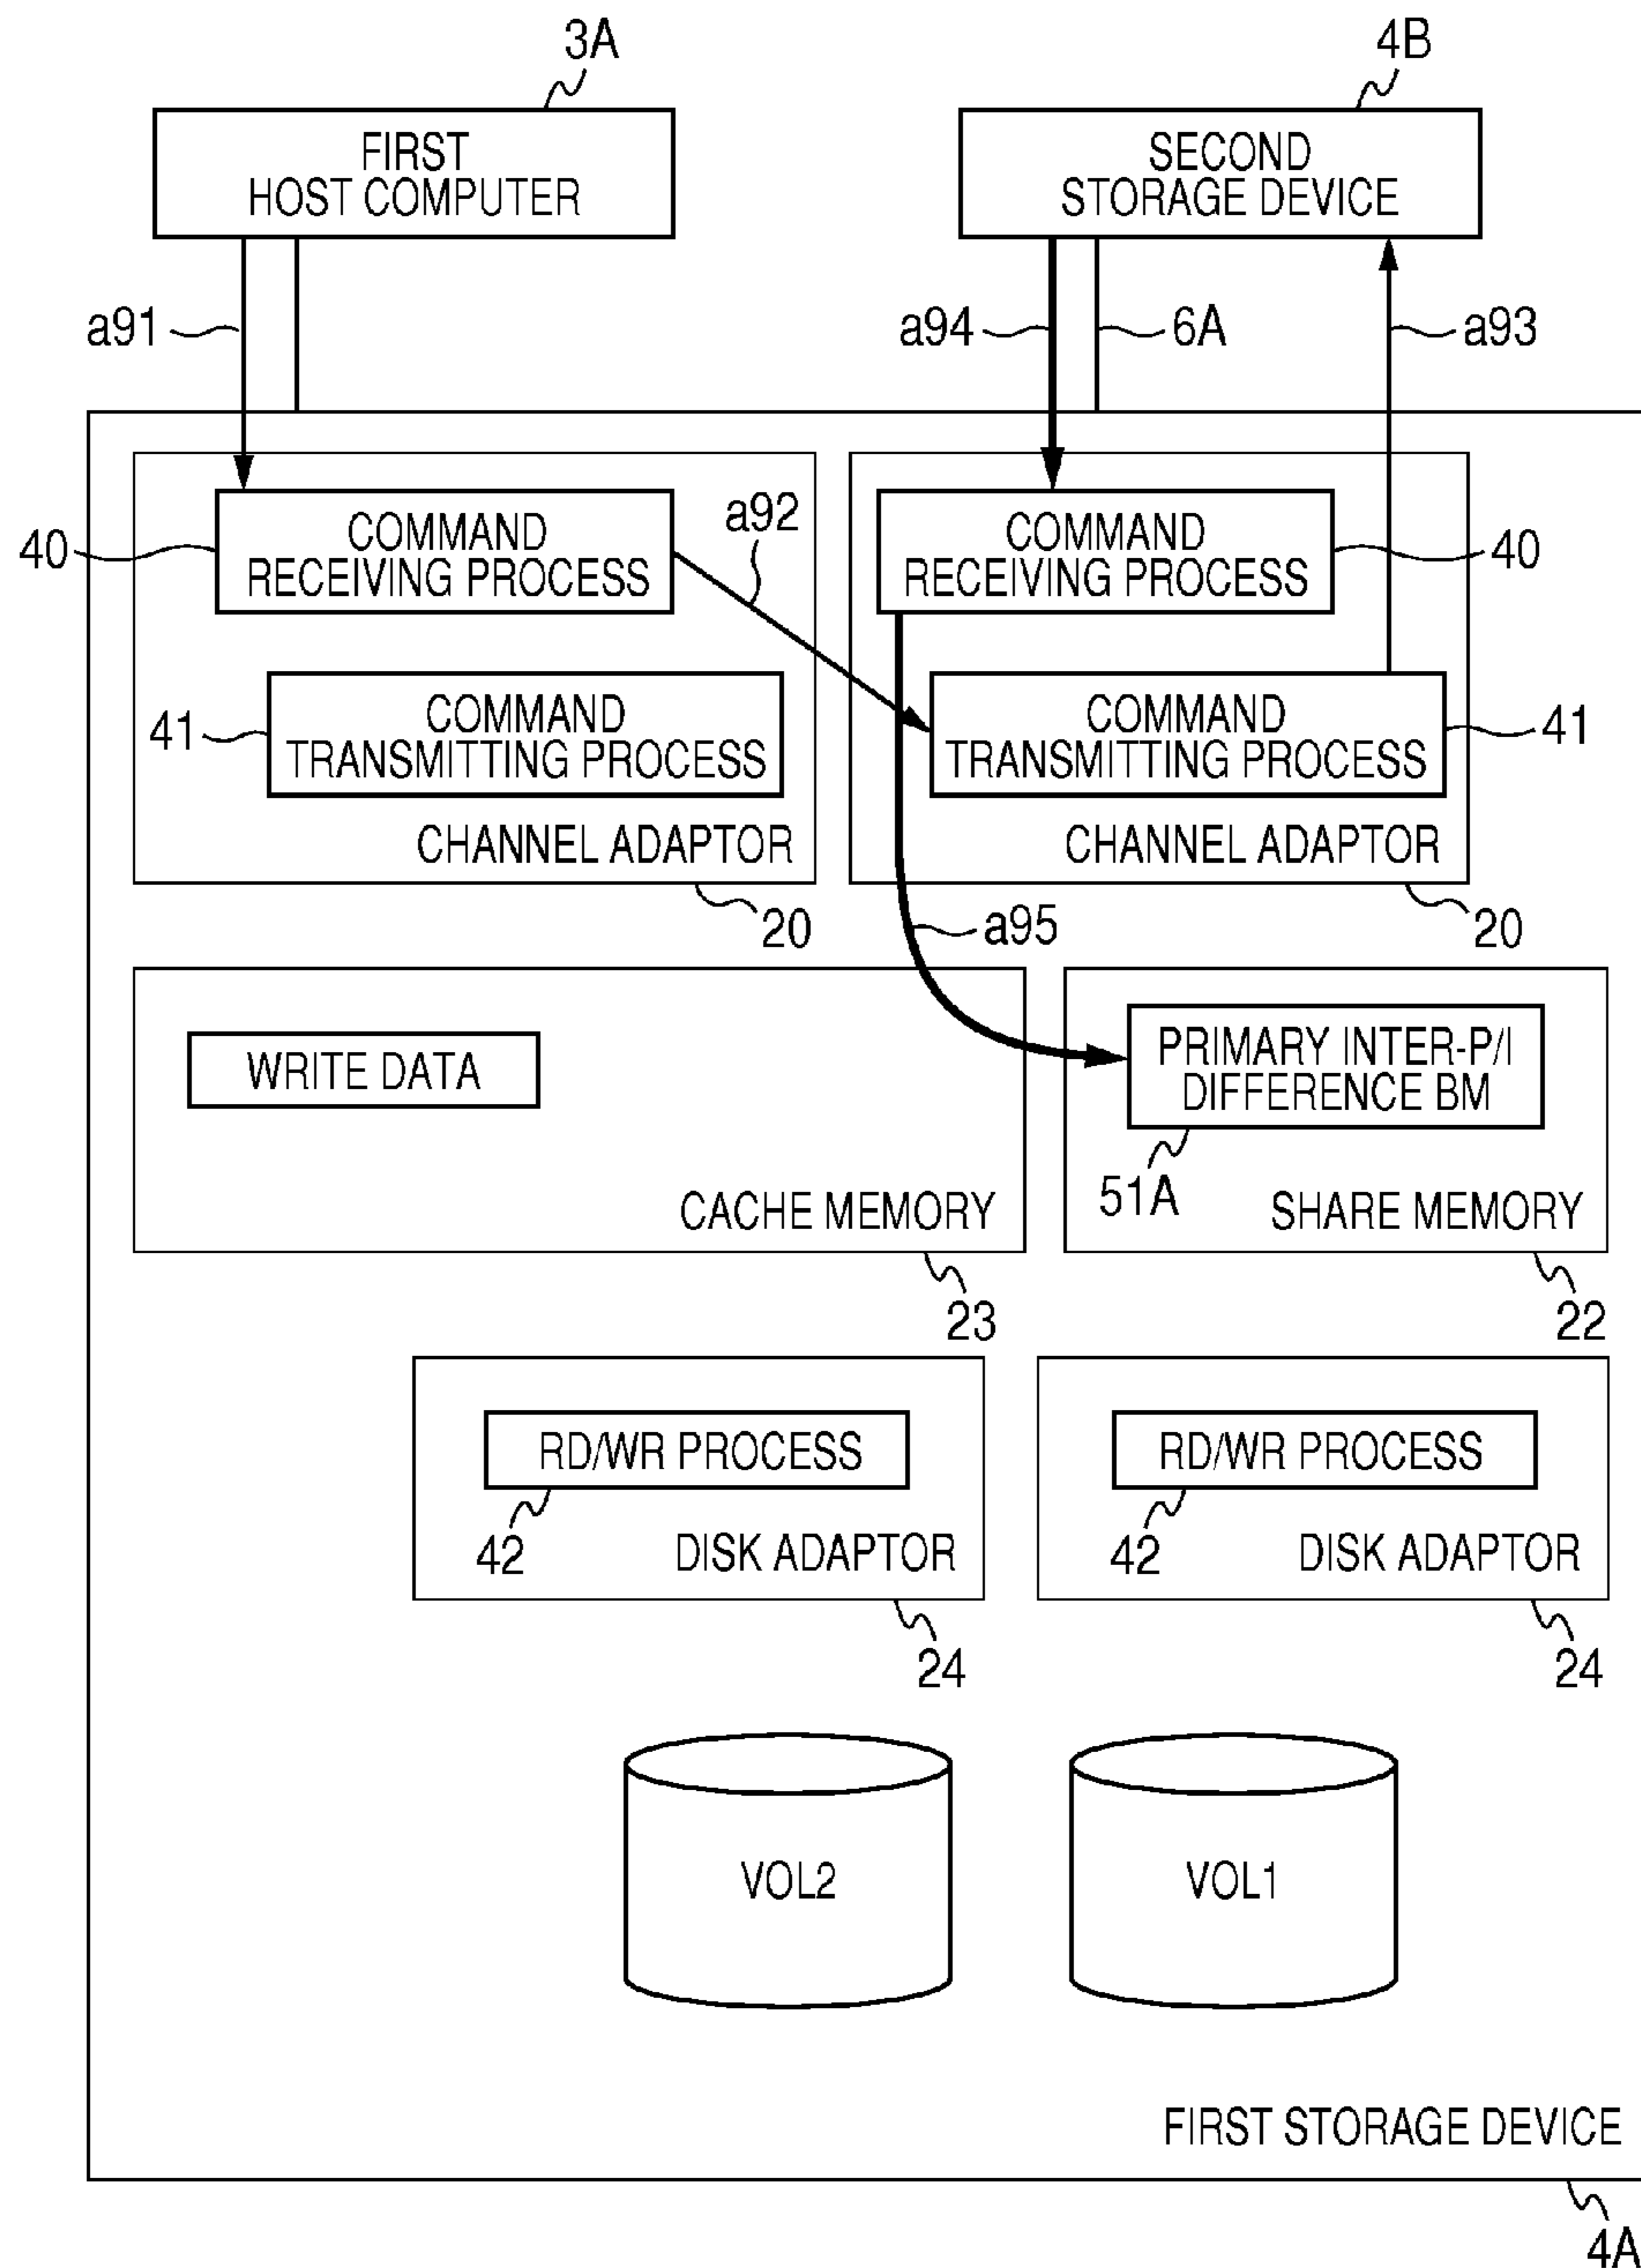 3A
4B
FIRST
HOST COMPUTER
SECOND
STORAGE DEVICE
a91
a94
6A
a93
40
COMMAND
RECEIVING PROCESS
a92
COMMAND
RECEIVING PROCESS
40
41
COMMAND
TRANSMITTING PROCESS
COMMAND
TRANSMITTING PROCESS
41
CHANNEL ADAPTOR
CHANNEL ADAPTOR
20
a95
20
WRITE DATA
PRIMARY INTER-P/I
DIFFERENCE BM
51A
CACHE MEMORY
SHARE MEMORY
23
22
RD/WR PROCESS
RD/WR PROCESS
42
DISK ADAPTOR
42
DISK ADAPTOR
24
24
VOL2
VOL1
FIRST STORAGE DEVICE
4A